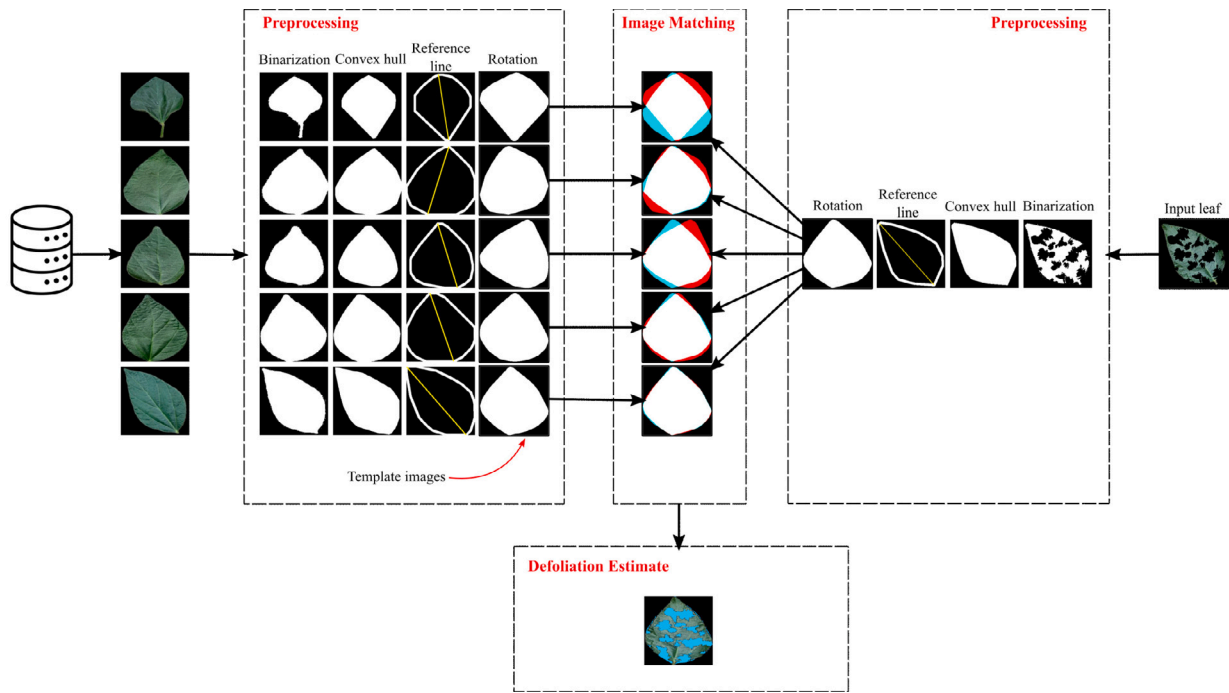 Preprocessing
Image Matching
Preprocessing
Binarization
Convex hull
Reference
line
Rotation
Reference
line
Convex hull
Binarization
Input leaf
Rotation
Template images
Defoliation Estimate